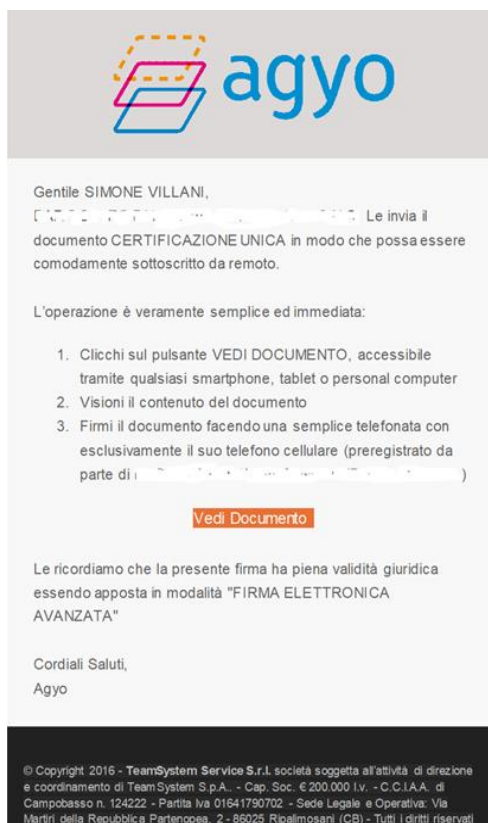 agyo
Gentile SIMONE VILLANI,
Le invia il
documento CERTIFICAZIONE UNICA in modo che possa essere
comodamente sottoscritto da remoto.
L'operazione è veramente semplice ed immediata:
1. Clicchi sul pulsante VEDI DOCUMENTO, accessibile
tramite qualsiasi smartphone, tablet o personal computer
2. Visioni il contenuto del documento
3. Firmi il documento facendo una semplice telefonata con
esclusivamente il suo telefono cellulare (preregistrato da
parte di )
Vedi Documento
Le ricordiamo che la presente firma ha piena validità giuridica
essendo apposta in modalità "FIRMA ELETTRONICA
AVANZATA"
Cordiali Saluti,
Agyo
© Copyright 2016 - TeamSystem Service S.r.l. società soggetta all'attività di direzione
e coordinamento di TeamSystem S.p.A.. - Cap. Soc. € 200.000 I.v. - C.C.I.A.A. di
Campobasso n. 124222 - Partita Iva 01641790702 - Sede Legale e Operativa: Via
Martiri della Repubblica Partenopea, 2 - 86025 Ripalimosani (CB) - Tutti i diritti riservati